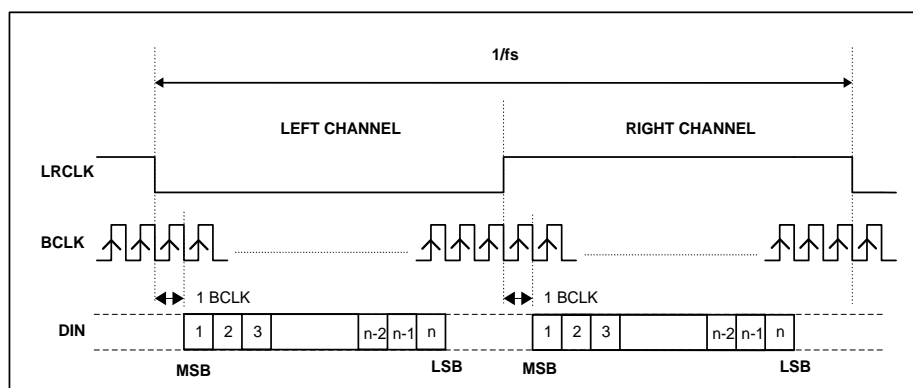 1/fs
LEFT CHANNEL RIGHT CHANNEL
LRCLK
BCLK
1 BCLK 1 BCLK
DIN 1 2 3 n-2 n-1 n 1 2 3 n-2 n-1 n
MSB LSB MSB LSB